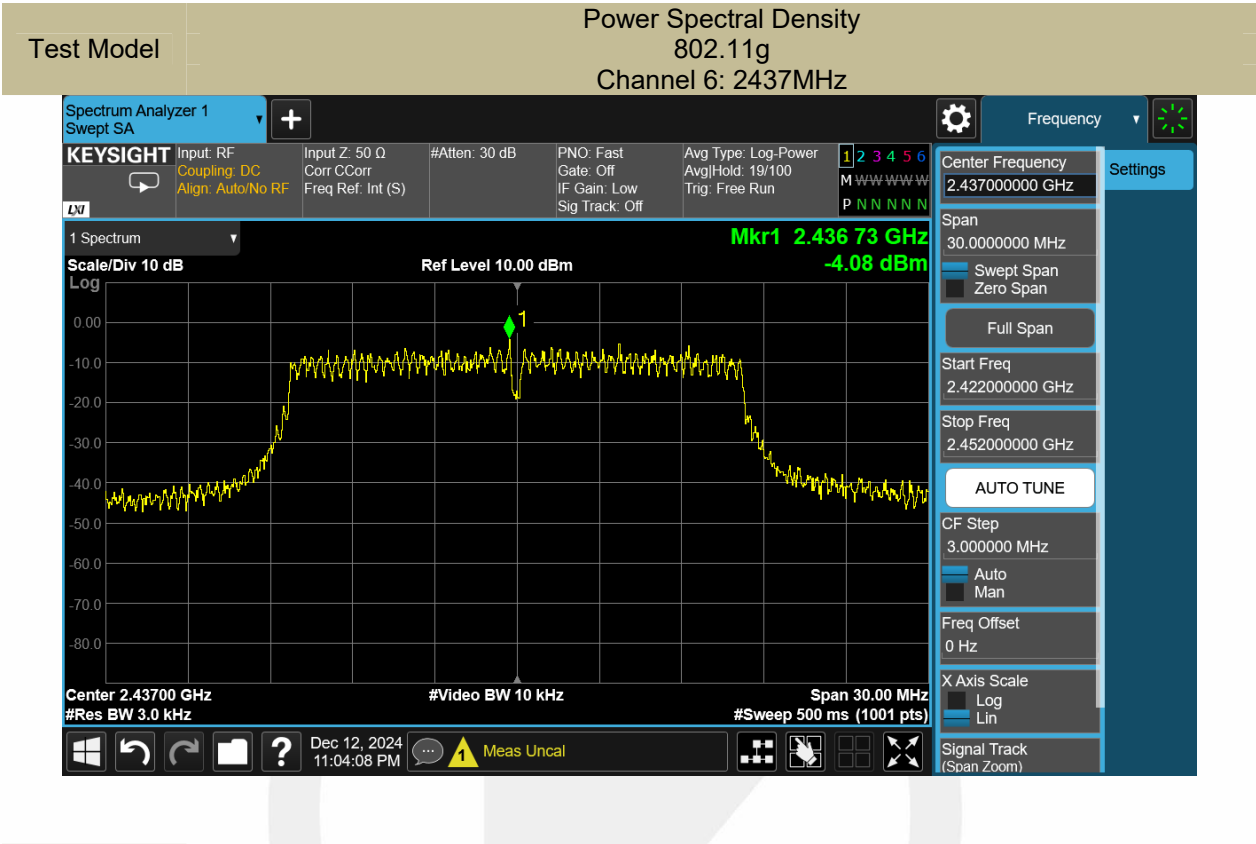 Test Model
Power Spectral Density
802.11g
Channel 6: 2437MHz
Spectrum Analyzer 1
Swept SA
Frequency
KEYSIGHT
LXI
Input: RF
Coupling: DC
Align: Auto/No RF
Input Z: 50 Ω
Corr CCorr
Freq Ref: Int (S)
#Atten: 30 dB
PNO: Fast
Gate: Off
IF Gain: Low
Sig Track: Off
Avg Type: Log-Power
Avg|Hold: 19/100
Trig: Free Run
1 2 3 4 5 6
M W W W W W
P N N N N N
1 Spectrum
Mkr1 2.436 73 GHz
-4.08 dBm
Scale/Div 10 dB
Ref Level 10.00 dBm
Log
1
0.00
-10.0
-20.0
-30.0
-40.0
-50.0
-60.0
-70.0
-80.0
Center 2.43700 GHz
#Video BW 10 kHz
Span 30.00 MHz
#Res BW 3.0 kHz
#Sweep 500 ms (1001 pts)
?
Dec 12, 2024
11:04:08 PM
1
Meas Uncal
Center Frequency
2.437000000 GHz
Settings
Span
30.0000000 MHz
Swept Span
Zero Span
Full Span
Start Freq
2.422000000 GHz
Stop Freq
2.452000000 GHz
AUTO TUNE
CF Step
3.000000 MHz
Auto
Man
Freq Offset
0 Hz
X Axis Scale
Log
Lin
Signal Track
(Span Zoom)